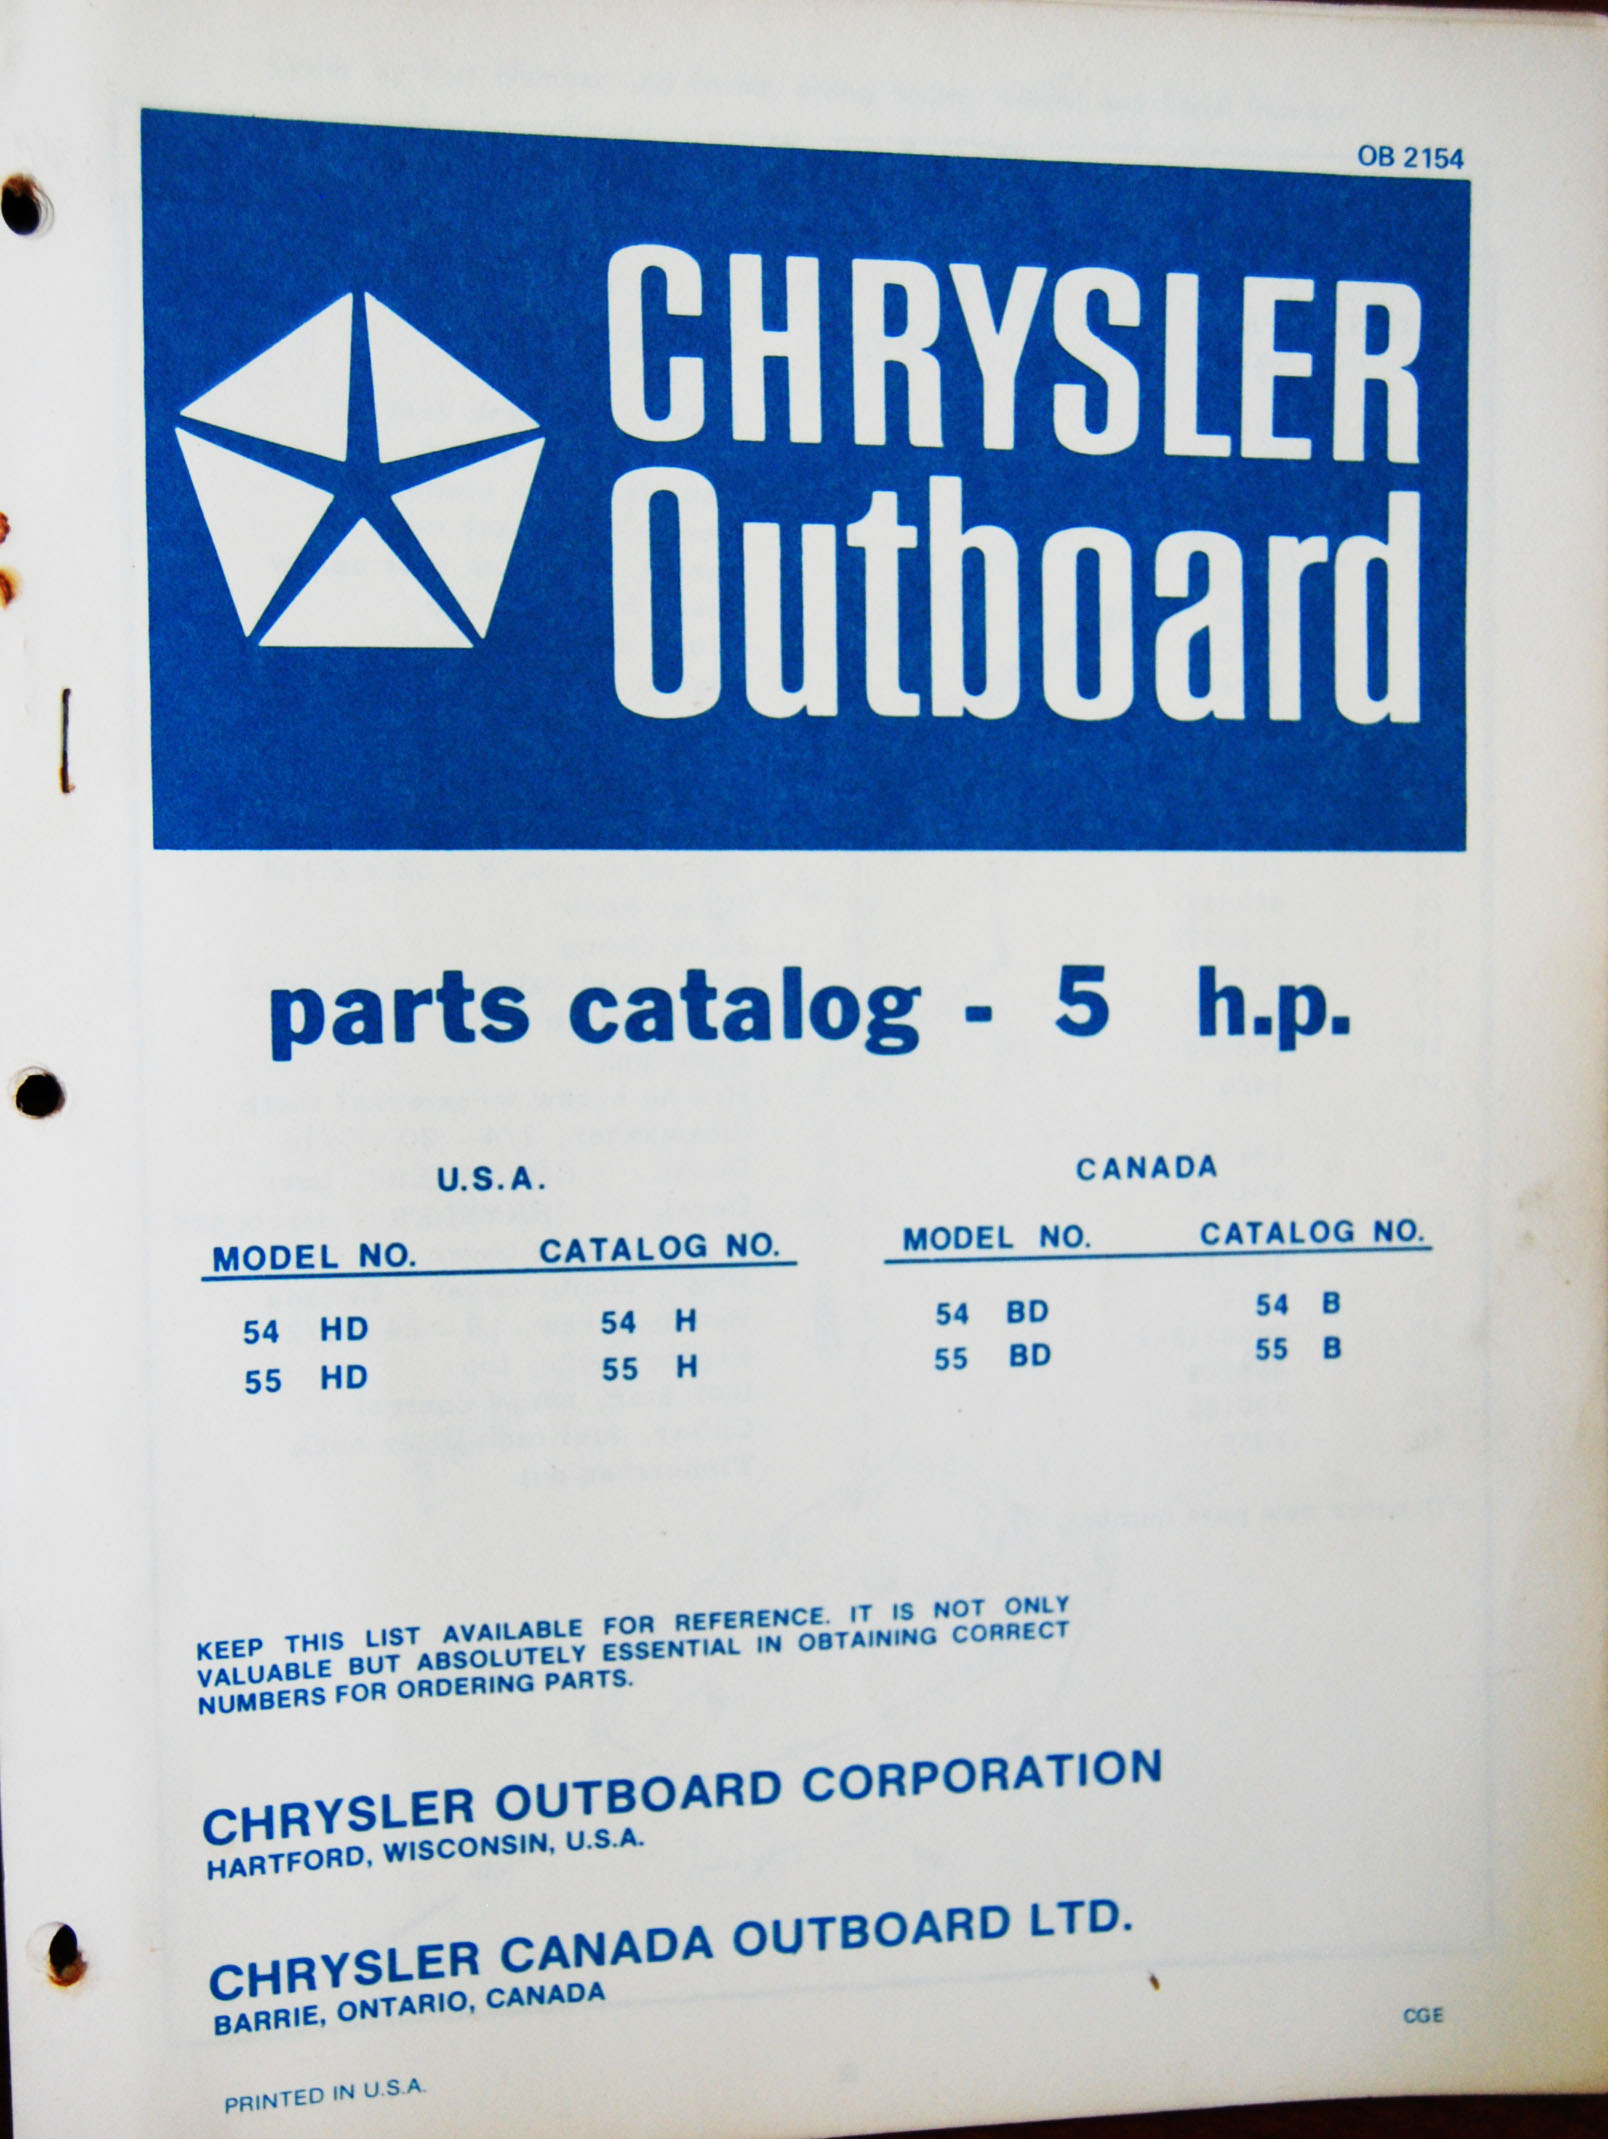 OB 2154
CHRYSLER
Outboard
parts catalog - 5 h.p.
U.S.A.
MODEL NO. CATALOG NO.
54 HD 54 H
55 HD 55 H
CANADA
MODEL NO. CATALOG NO.
54 BD 54 B
55 BD 55 B
KEEP THIS LIST AVAILABLE FOR REFERENCE. IT IS NOT ONLY
VALUABLE BUT ABSOLUTELY ESSENTIAL IN OBTAINING CORRECT
NUMBERS FOR ORDERING PARTS.
CHRYSLER OUTBOARD CORPORATION
HARTFORD, WISCONSIN, U.S.A.
CHRYSLER CANADA OUTBOARD LTD.
BARRIE, ONTARIO, CANADA
CGE
PRINTED IN U.S.A.